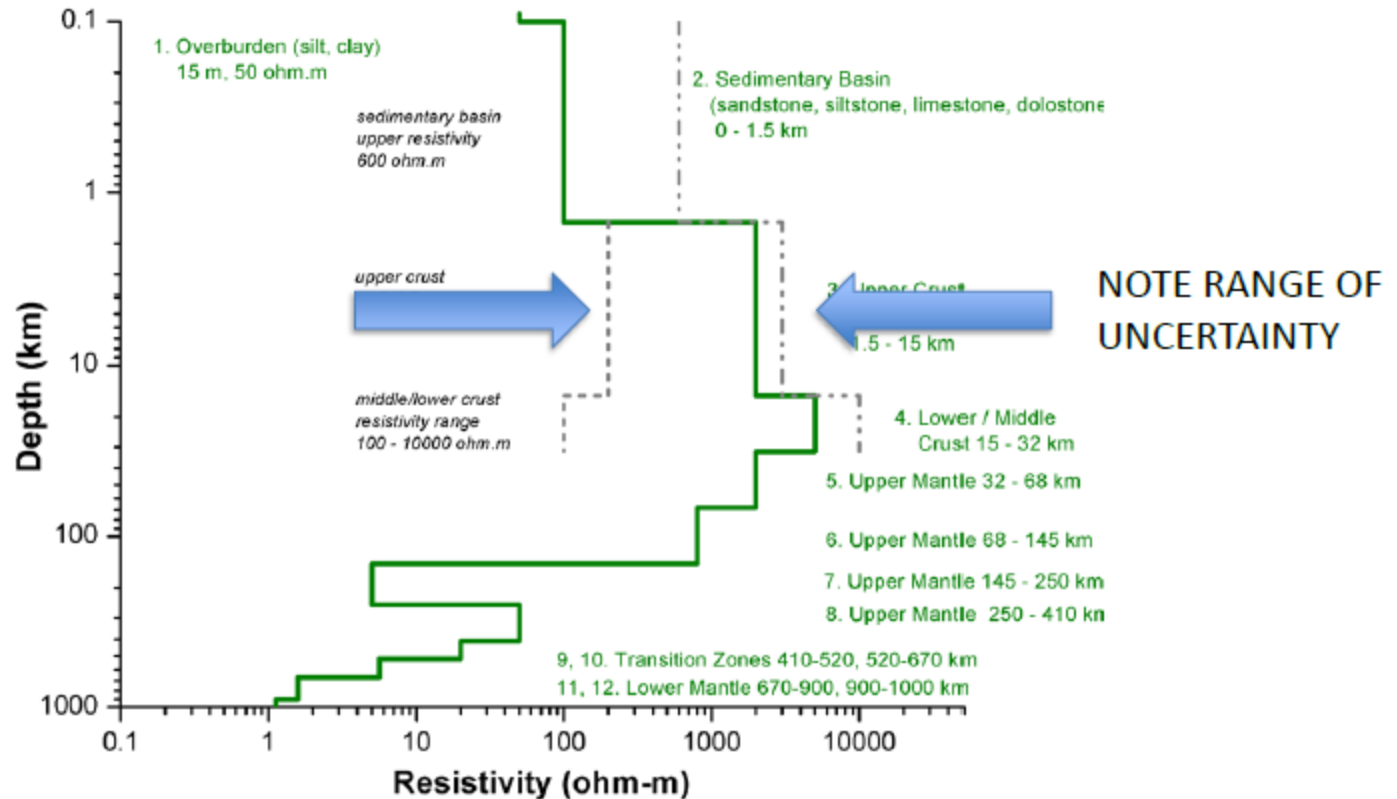 0.1
1. Overburden (silt, clay)
15 m, 50 ohm.m
2. Sedimentary Basin
(sandstone, siltstone, limestone, dolostone
0 - 1.5 km
sedimentary basin
upper resistivity
600 ohm.m
1
upper crust
3. Upper Crust
1.5 - 15 km
NOTE RANGE OF
UNCERTAINTY
Depth (km)
10
middle/lower crust
resistivity range
100 - 10000 ohm.m
4. Lower / Middle
Crust 15 - 32 km
5. Upper Mantle 32 - 68 km
100
6. Upper Mantle 68 - 145 km
7. Upper Mantle 145 - 250 km
8. Upper Mantle 250 - 410 km
9, 10. Transition Zones 410-520, 520-670 km
11, 12. Lower Mantle 670-900, 900-1000 km
1000
0.1 1 10 100 1000 10000
Resistivity (ohm-m)